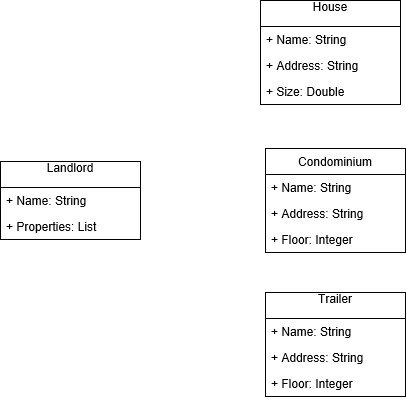 House
+ Name: String
+ Address: String
+ Size: Double
Landlord
+ Name: String
+ Properties: List
Condominium
+ Name: String
+ Address: String
+ Floor: Integer
Trailer
+ Name: String
+ Address: String
+ Floor: Integer